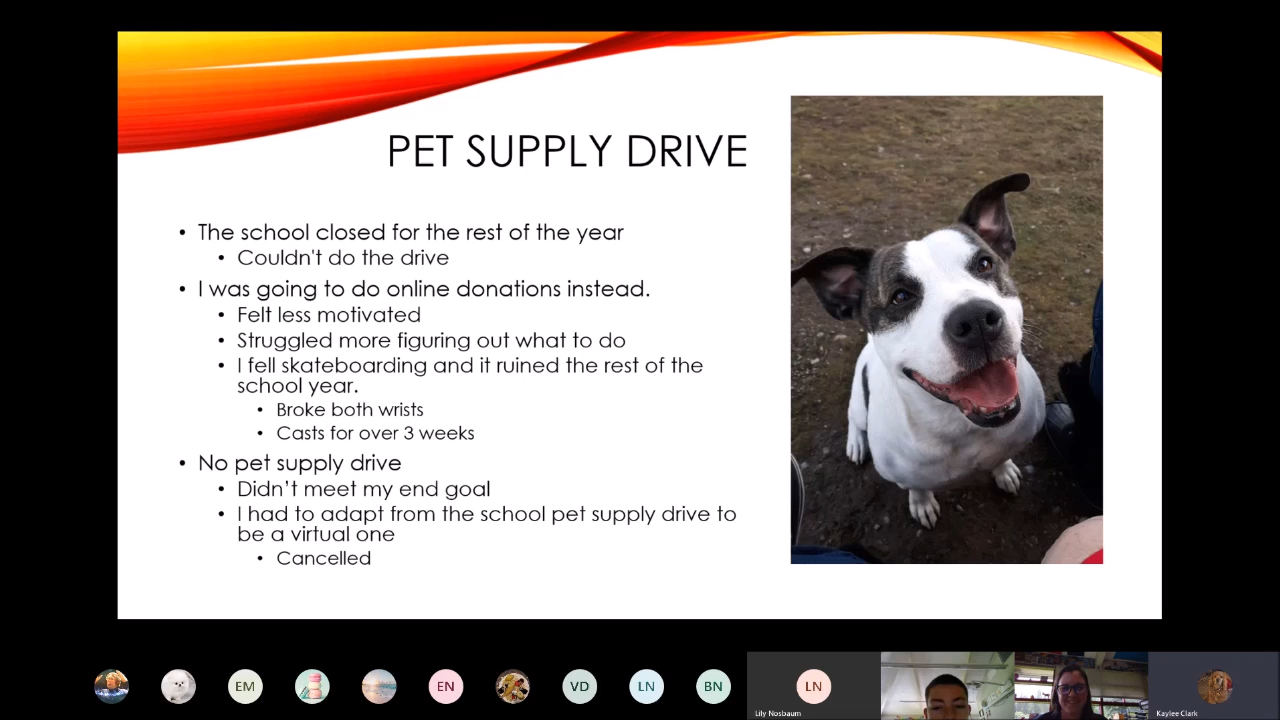 PET SUPPLY DRIVE
• The school closed for the rest of the year
• Couldn't do the drive
• I was going to do online donations instead.
• Felt less motivated
• Struggled more figuring out what to do
• I fell skateboarding and it ruined the rest of the
school year.
• Broke both wrists
• Casts for over 3 weeks
• No pet supply drive
• Didn’t meet my end goal
• I had to adapt from the school pet supply drive to
be a virtual one
• Cancelled
EM
EN
VD
LN
BN
LN
Lily Nosbaum
Kaylee Clark